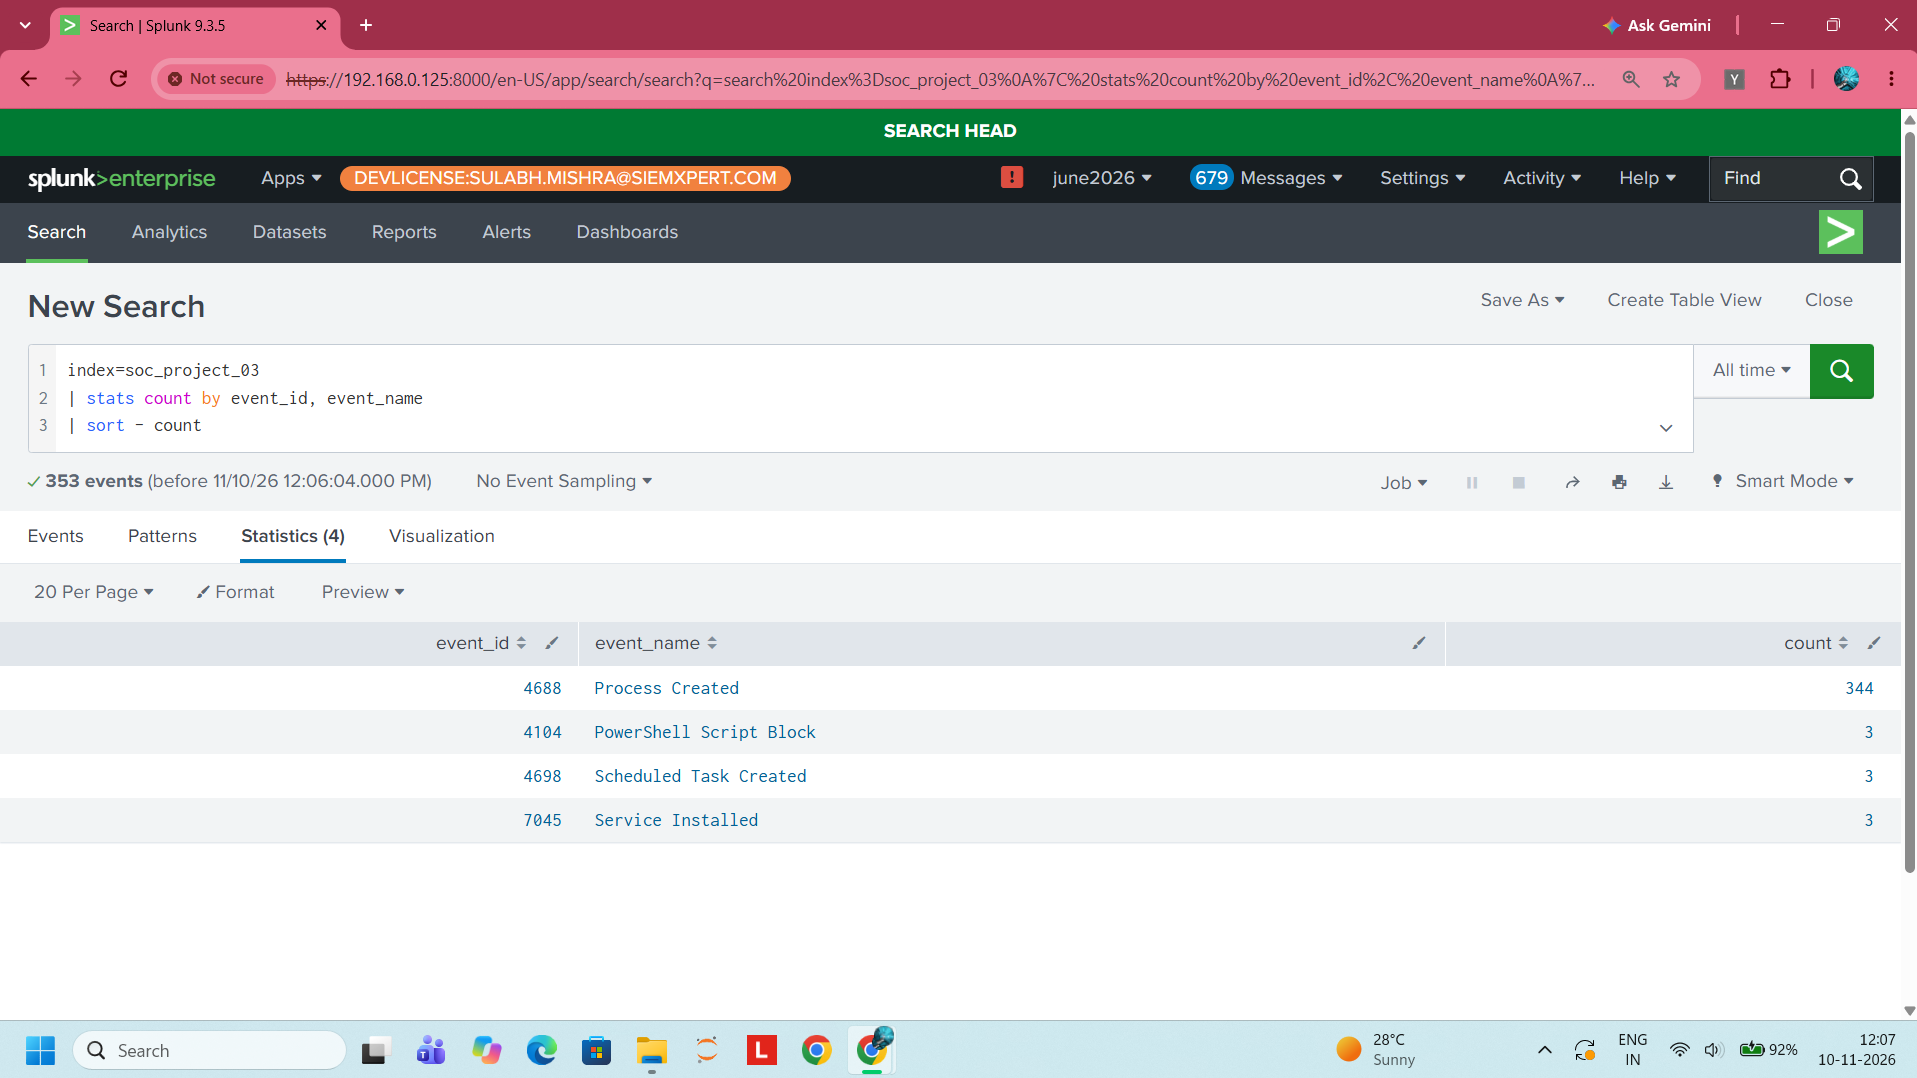 Search | Splunk 9.3.5
Ask Gemini
Not secure
https://192.168.0.125:8000/en-US/app/search/search?q=search%20index%3Dsoc_project_03%0A%7C%20stats%20count%20by%20event_id%2C%20event_name%0A%7...
Y
SEARCH HEAD
splunk>enterprise
Apps
DEVLICENSE:SULABH.MISHRA@SIEMXPERT.COM
!
june2026
679 Messages
Settings
Activity
Help
Find
Search
Analytics
Datasets
Reports
Alerts
Dashboards
New Search
Save As
Create Table View
Close
1 index=soc_project_03
2 | stats count by event_id, event_name
3 | sort - count
All time
353 events (before 11/10/26 12:06:04.000 PM)
No Event Sampling
Job
Smart Mode
Events
Patterns
Statistics (4)
Visualization
20 Per Page
Format
Preview
event_id event_name count
4688 Process Created 344
4104 PowerShell Script Block 3
4698 Scheduled Task Created 3
7045 Service Installed 3
Search
L
28°C
Sunny
ENG
IN
92%
12:07
10-11-2026